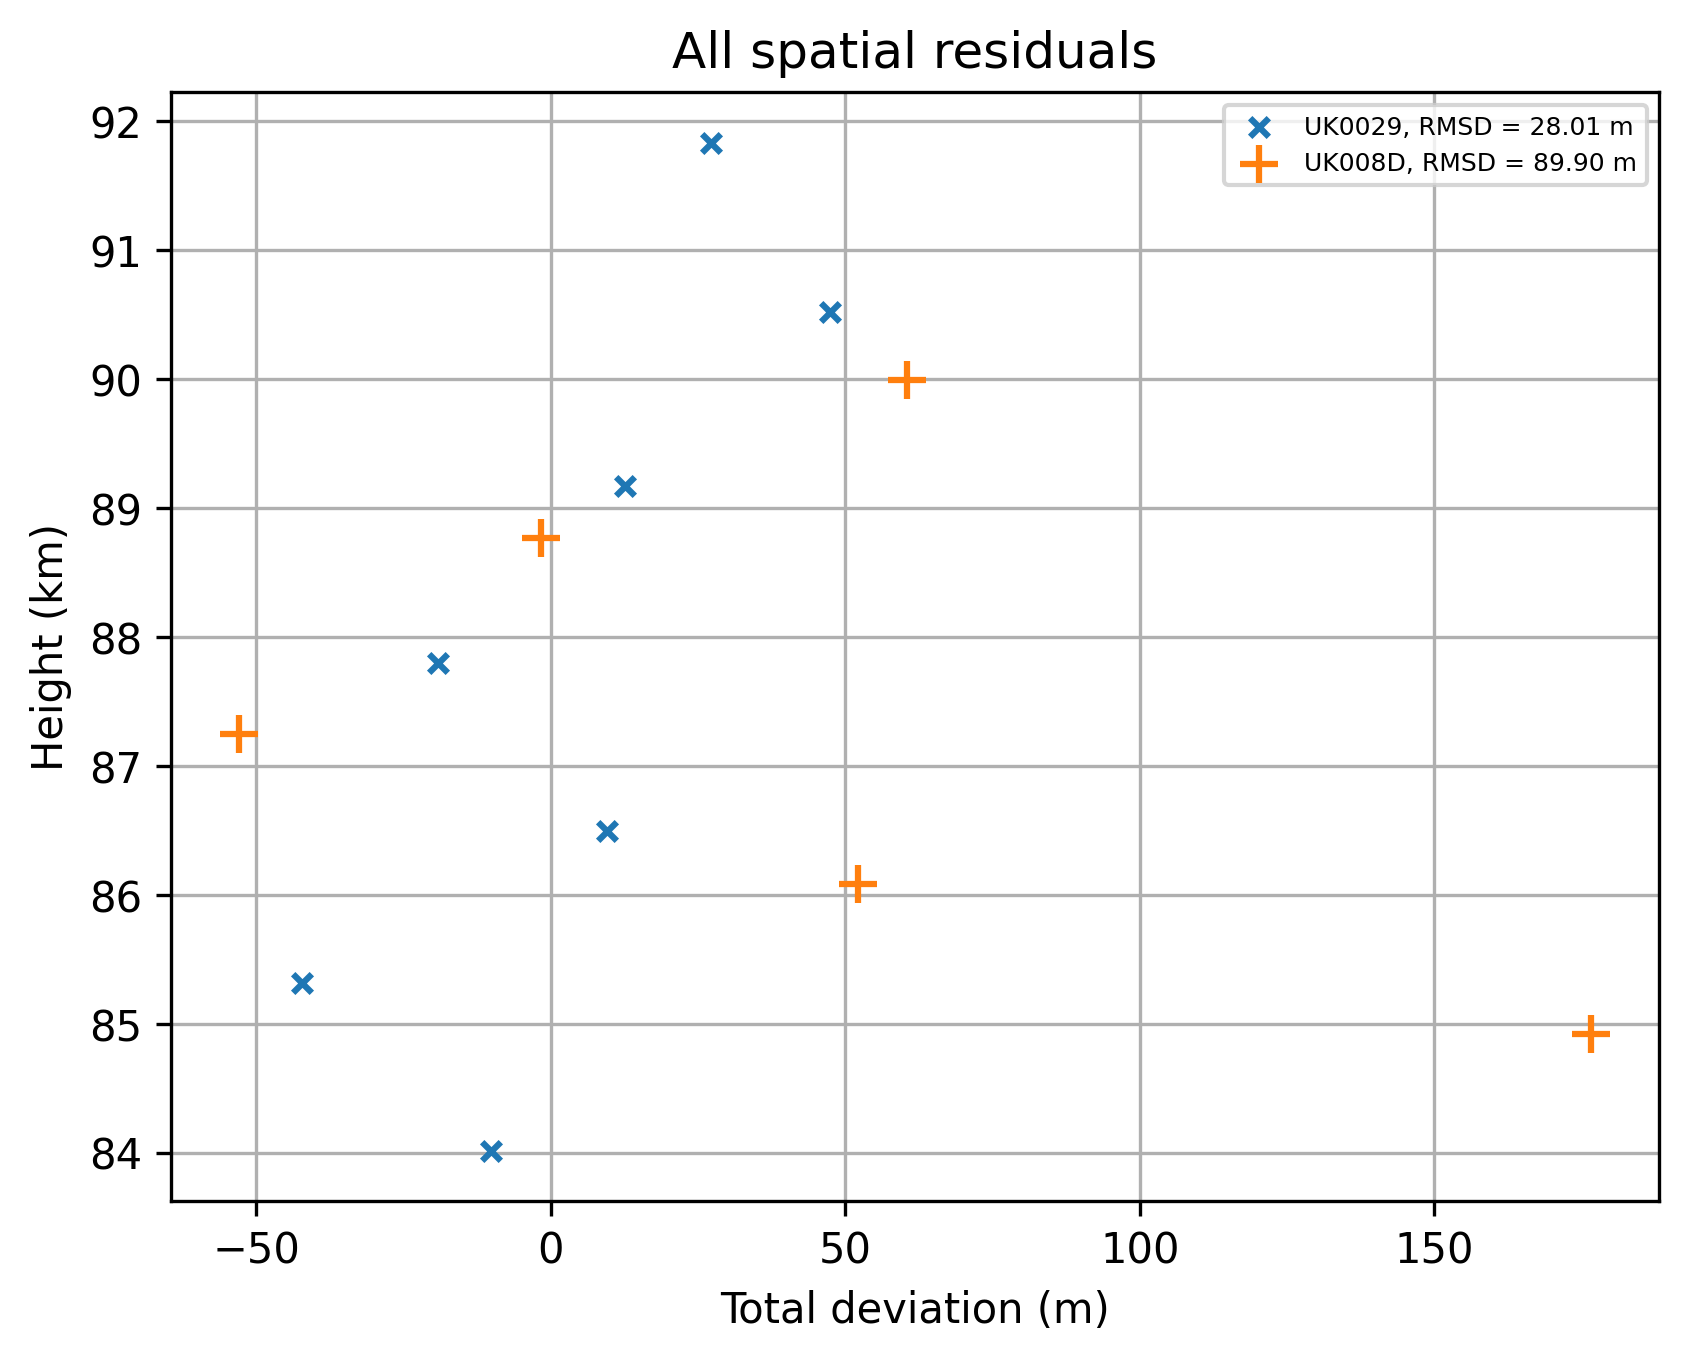 All spatial residuals
UK0029, RMSD = 28.01 m
UK008D, RMSD = 89.90 m
92
91
90
89
88
87
86
85
84
Height (km)
−50 0 50 100 150
Total deviation (m)